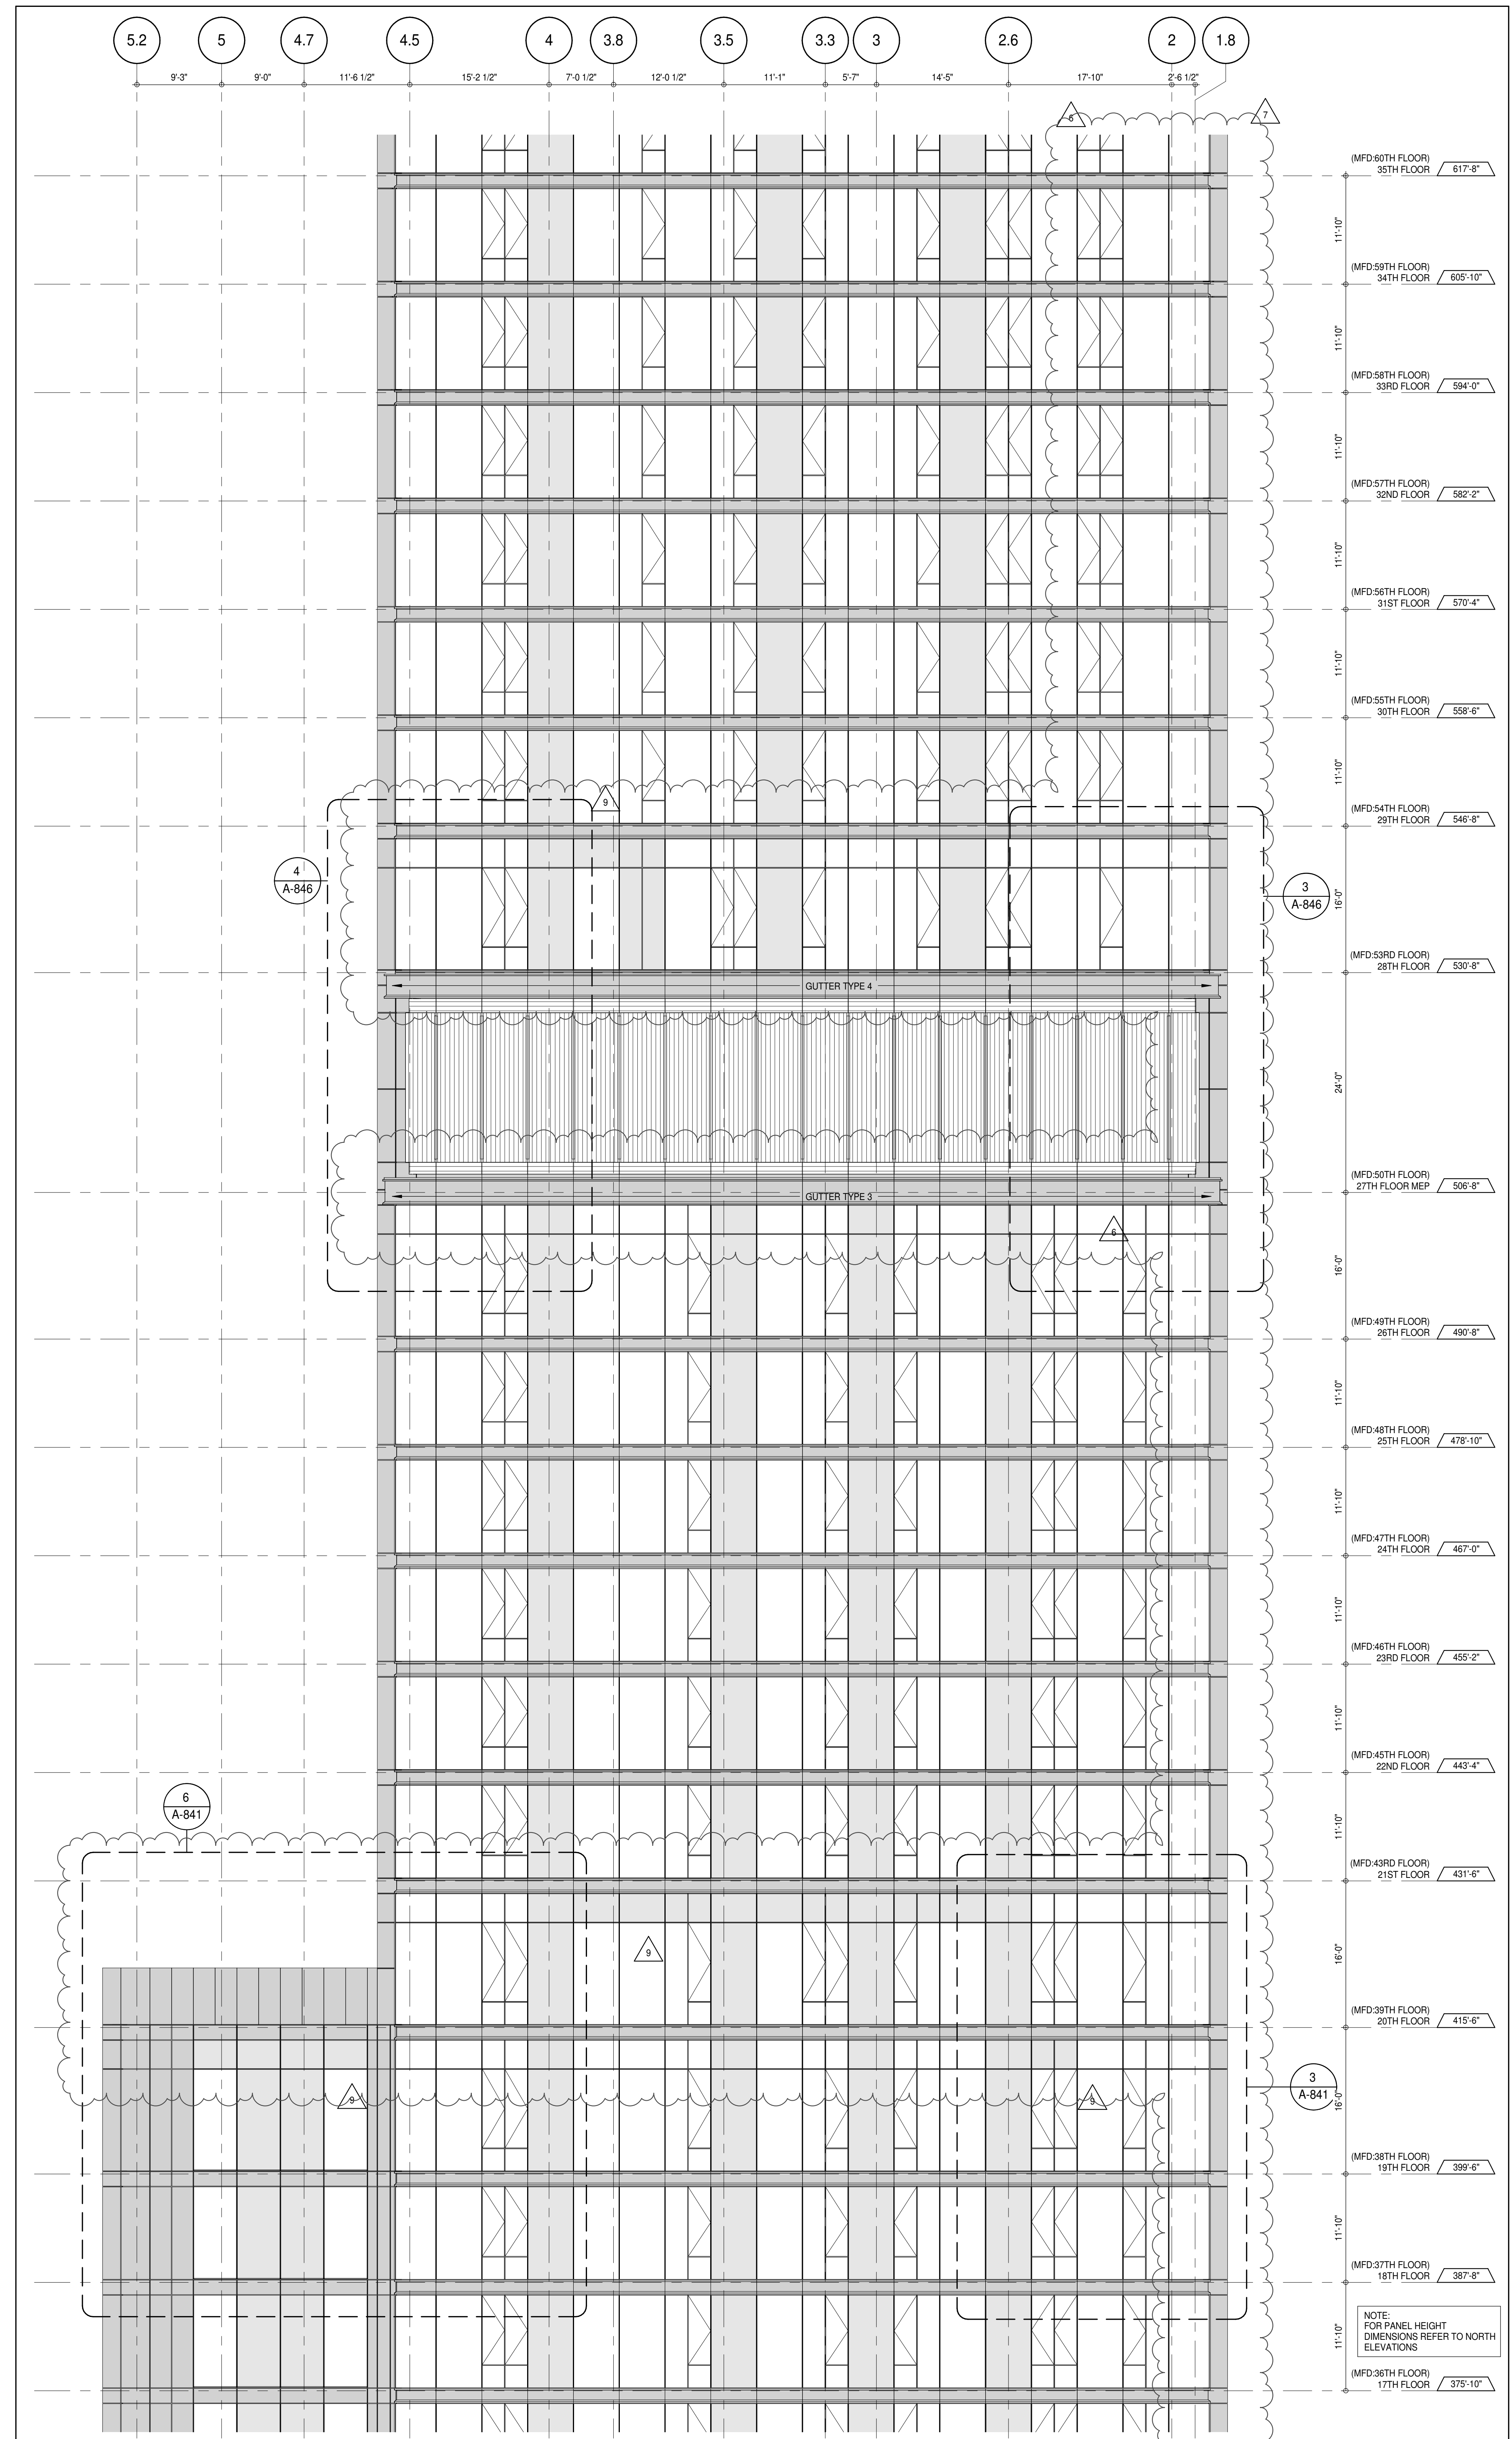 5.2 5 4.7 4.5 4 3.8 3.5 3.3 3 2.6 2 1.8
9'-3" 9'-0" 11'-6 1/2" 15'-2 1/2" 7'-0 1/2" 12'-0 1/2" 11'-1" 5'-7" 14'-5" 17'-10" 2'-6 1/2"
6
7
(MFD:60TH FLOOR)
35TH FLOOR 617'-8"
11'-10"
(MFD:59TH FLOOR)
34TH FLOOR 605'-10"
11'-10"
(MFD:58TH FLOOR)
33RD FLOOR 594'-0"
11'-10"
(MFD:57TH FLOOR)
32ND FLOOR 582'-2"
11'-10"
(MFD:56TH FLOOR)
31ST FLOOR 570'-4"
11'-10"
(MFD:55TH FLOOR)
30TH FLOOR 558'-6"
11'-10"
9
(MFD:54TH FLOOR)
29TH FLOOR 546'-8"
4
A-846
3
A-846
16'-0"
(MFD:53RD FLOOR)
28TH FLOOR 530'-8"
GUTTER TYPE 4
24'-0"
(MFD:50TH FLOOR)
27TH FLOOR MEP 506'-8"
GUTTER TYPE 3
6
16'-0"
(MFD:49TH FLOOR)
26TH FLOOR 490'-8"
11'-10"
(MFD:48TH FLOOR)
25TH FLOOR 478'-10"
11'-10"
(MFD:47TH FLOOR)
24TH FLOOR 467'-0"
11'-10"
(MFD:46TH FLOOR)
23RD FLOOR 455'-2"
11'-10"
(MFD:45TH FLOOR)
22ND FLOOR 443'-4"
6
A-841
11'-10"
(MFD:43RD FLOOR)
21ST FLOOR 431'-6"
9
16'-0"
(MFD:39TH FLOOR)
20TH FLOOR 415'-6"
3
A-841
16'-0"
9
9
(MFD:38TH FLOOR)
19TH FLOOR 399'-6"
11'-10"
(MFD:37TH FLOOR)
18TH FLOOR 387'-8"
11'-10"
NOTE:
FOR PANEL HEIGHT
DIMENSIONS REFER TO NORTH
ELEVATIONS
(MFD:36TH FLOOR)
17TH FLOOR 375'-10"